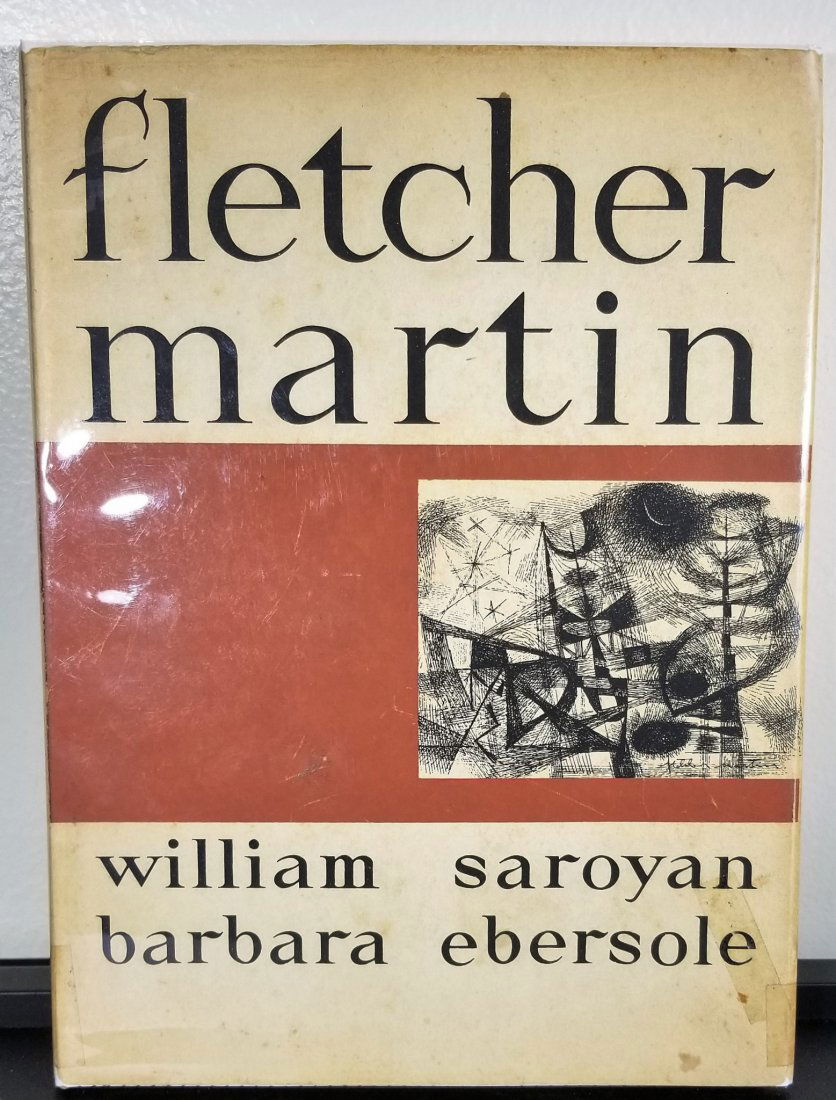 fletcher
martin
william saroyan
barbara ebersole